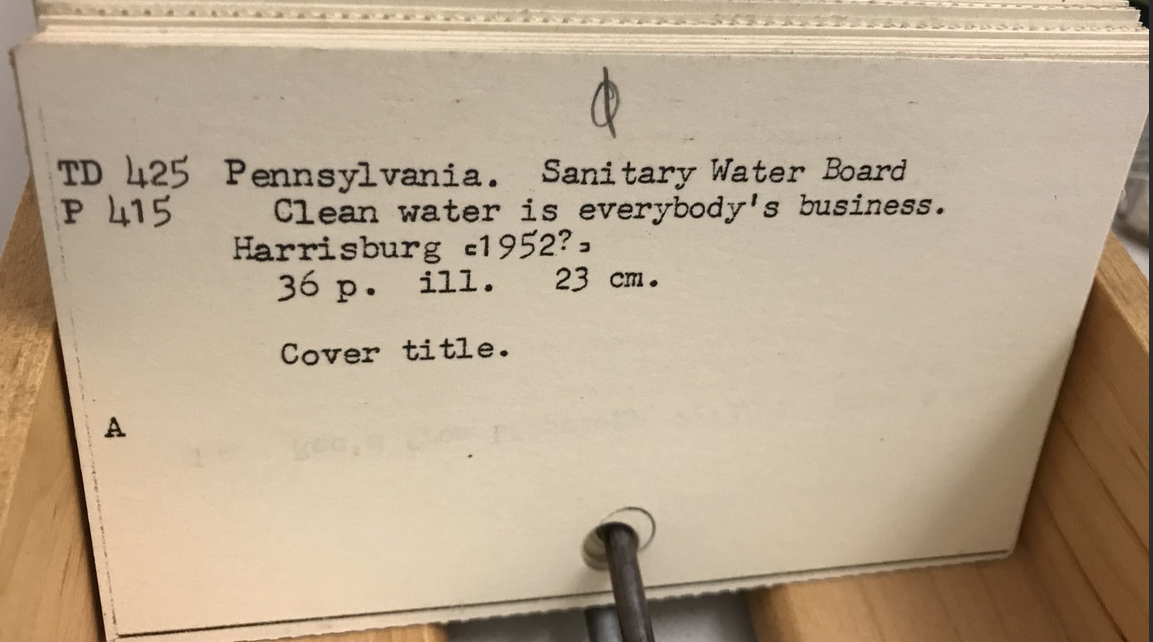 TD 425 Pennsylvania. Sanitary Water Board
P 415 Clean water is everybody's business.
Harrisburg [1952?]
36 p. ill. 23 cm.
Cover title.
A